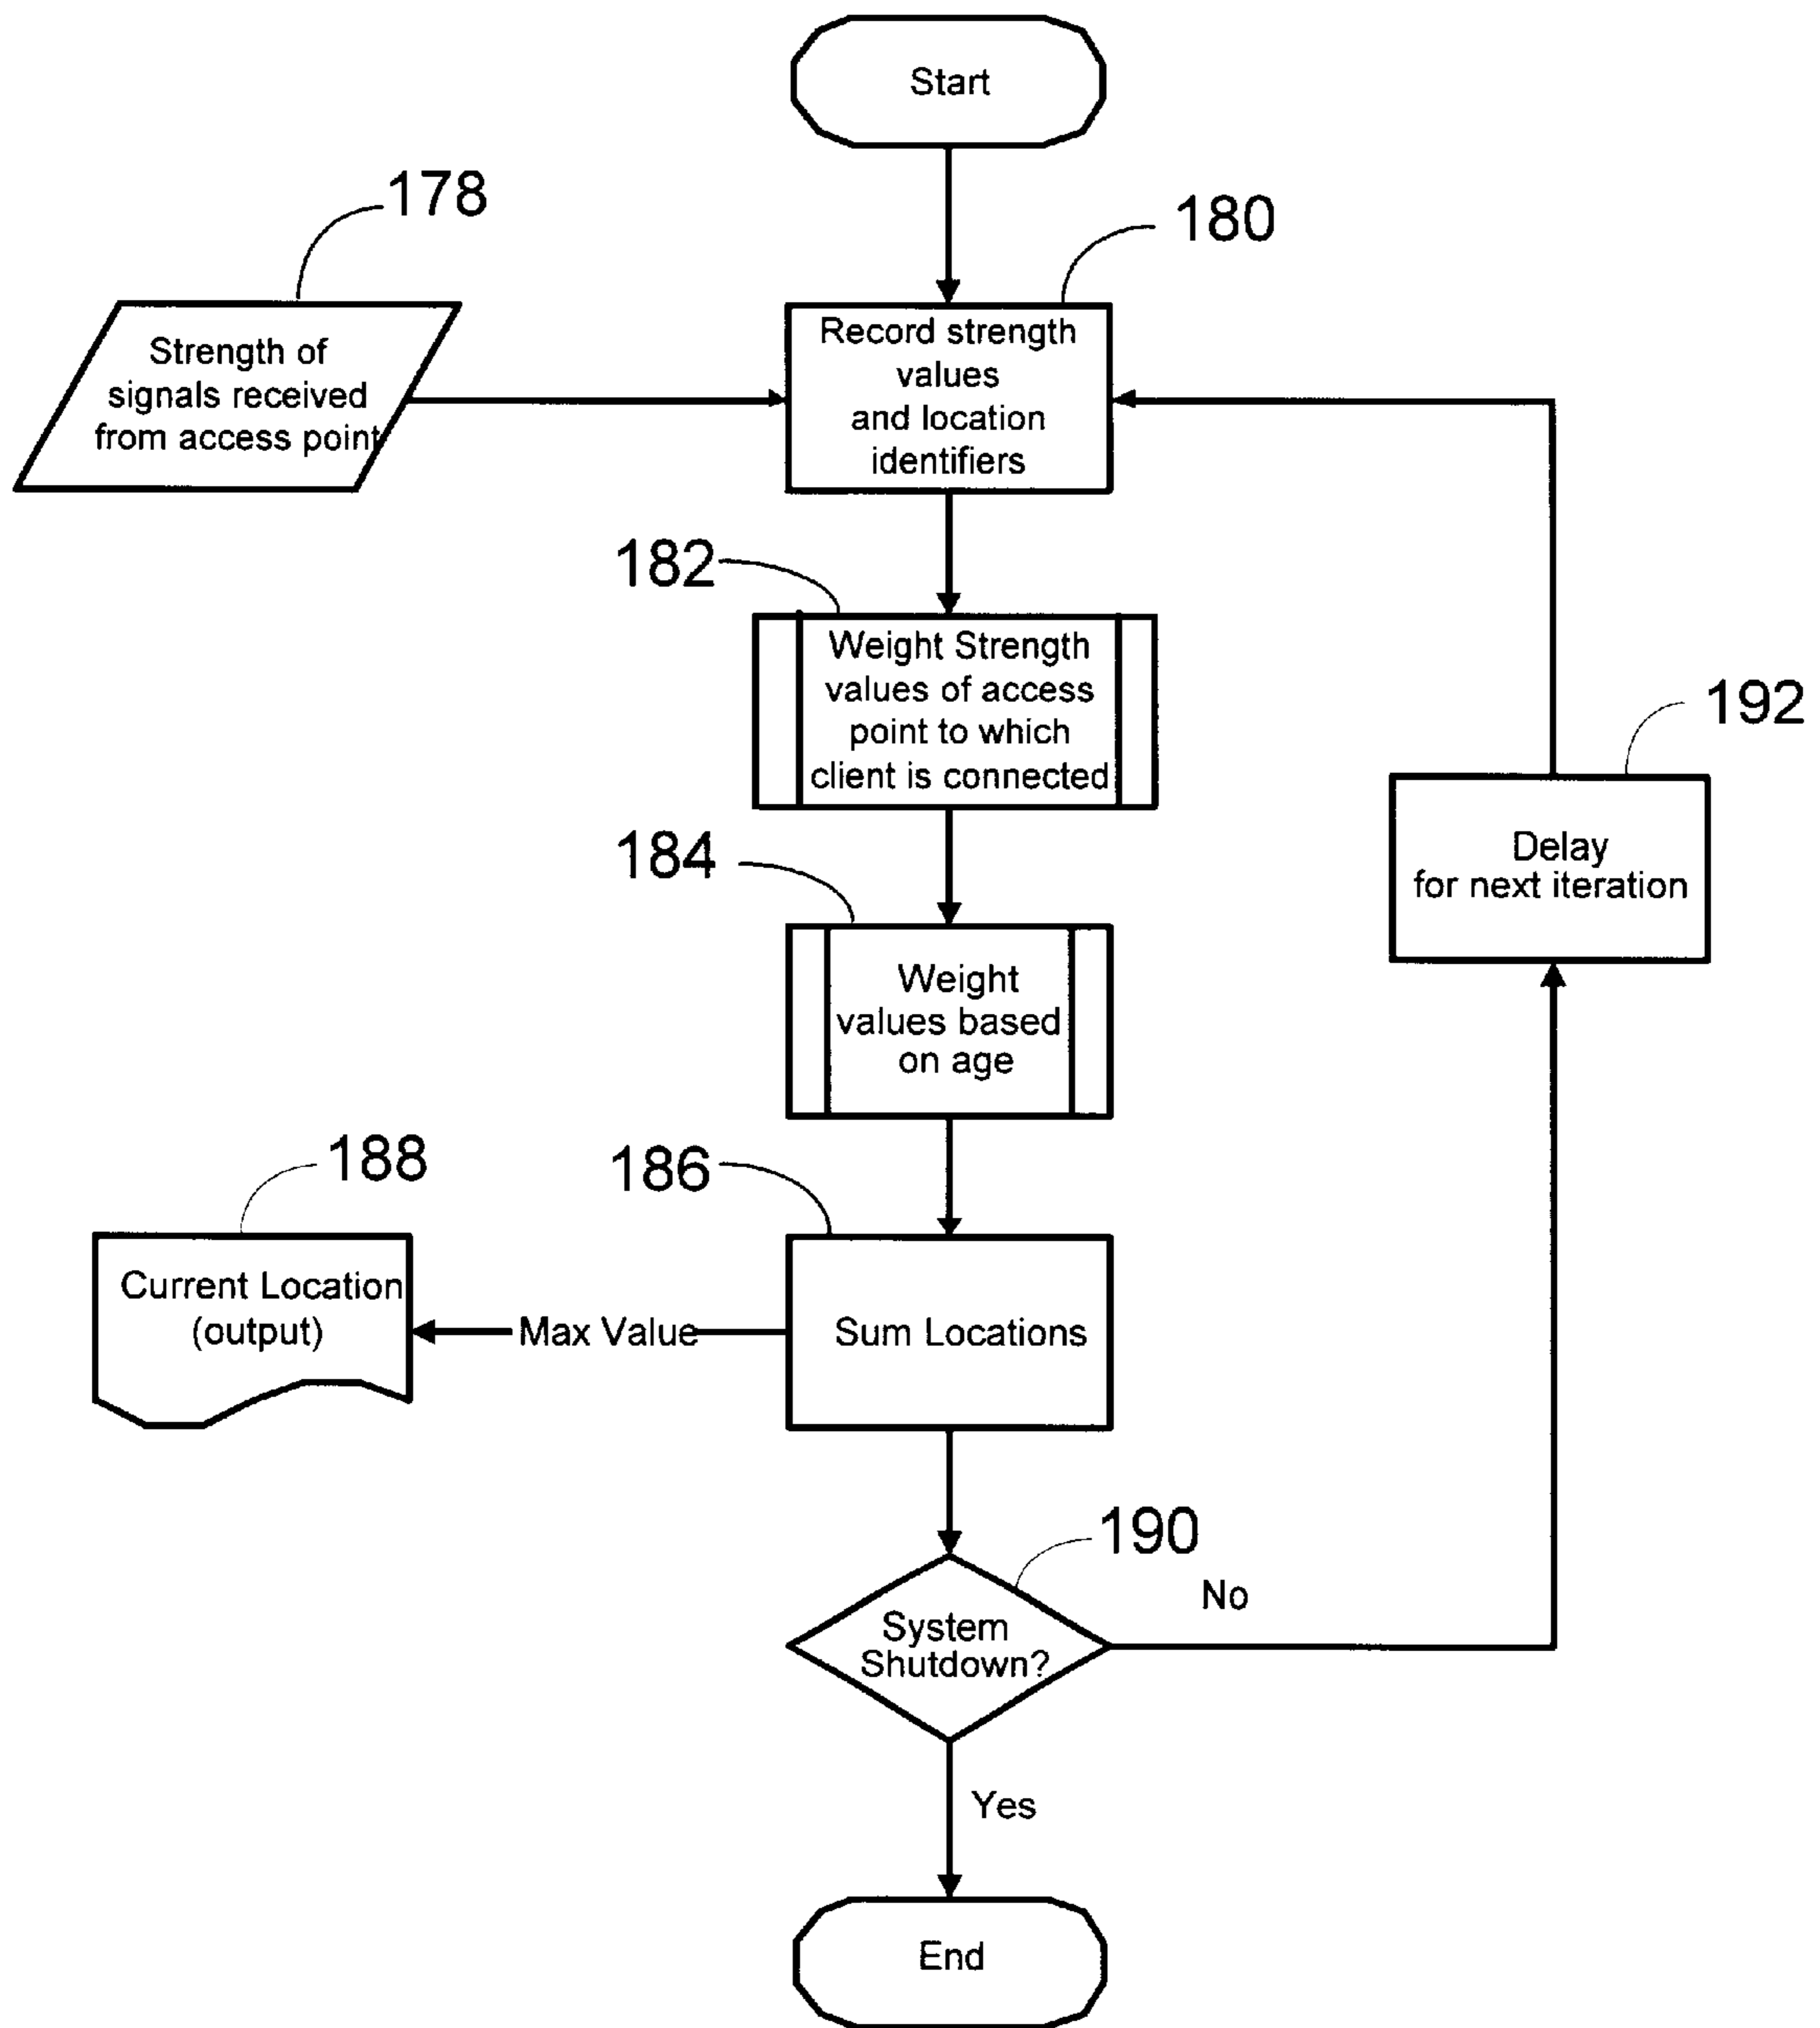 Start
178
180
Strength of
signals received
from access point
Record strength
values
and location
identifiers
182
Weight Strength
values of access
point to which
client is connected
192
Delay
for next iteration
184
Weight
values based
on age
188
186
Current Location
(output)
Max Value
Sum Locations
190
No
System
Shutdown?
Yes
End